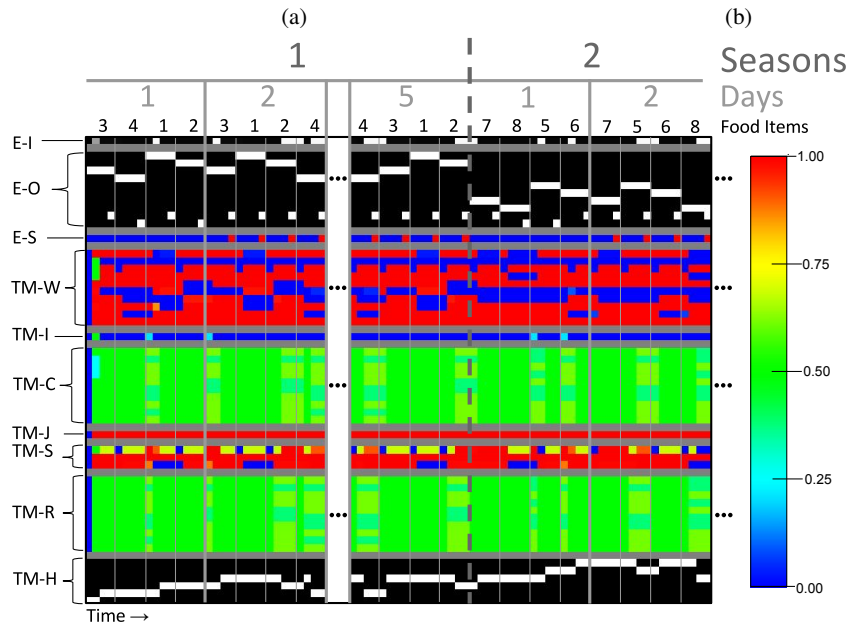 (a) (b)
1 2 Seasons
1 2 5 1 2 Days
3 4 1 2 3 1 2 4 4 3 1 2 7 8 5 6 7 5 6 8 Food Items
E-I
E-O
E-S
TM-W
TM-I
TM-C
TM-J
TM-S
TM-R
TM-H
Time →
••• •••
••• •••
••• •••
••• •••
1.00
0.75
0.50
0.25
0.00